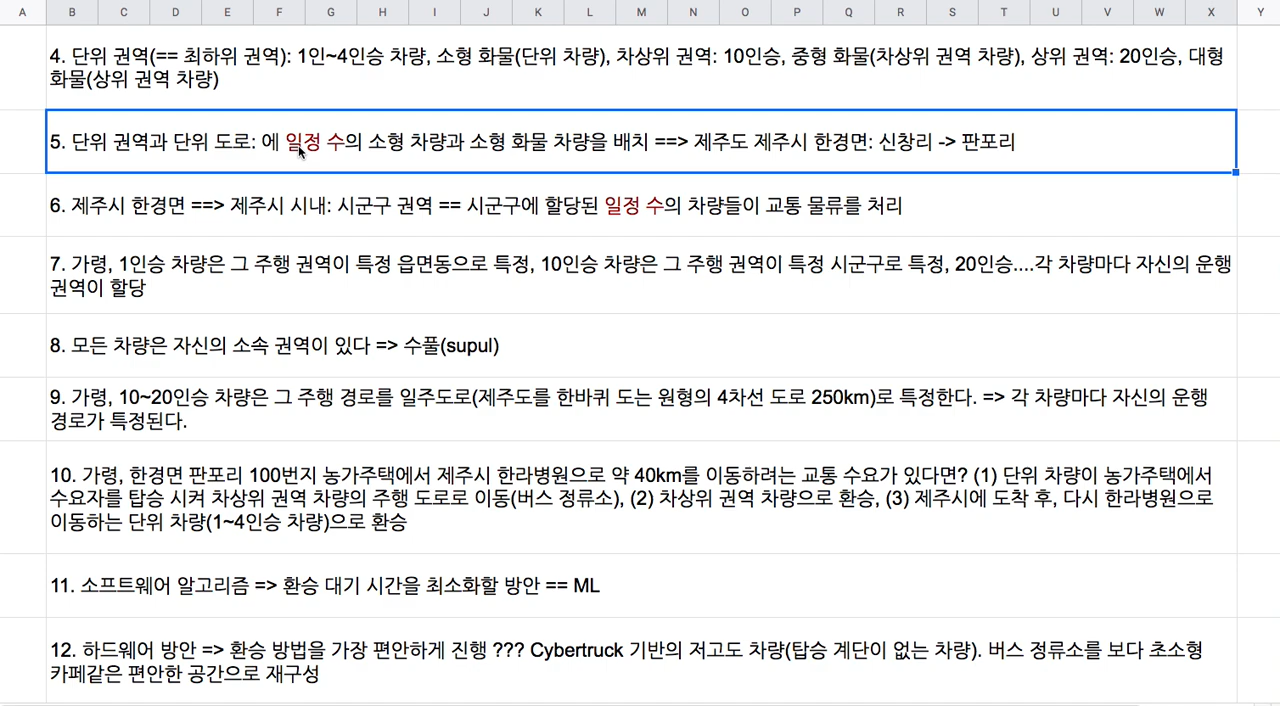 A B C D E F G H I J K L M N O P Q R S T U V W X Y
4. 단위 권역(== 최하위 권역): 1인~4인승 차량, 소형 화물(단위 차량), 차상위 권역: 10인승, 중형 화물(차상위 권역 차량), 상위 권역: 20인승, 대형
화물(상위 권역 차량)
5. 단위 권역과 단위 도로: 에 일정 수의 소형 차량과 소형 화물 차량을 배치 ==> 제주도 제주시 한경면: 신창리 -> 판포리
6. 제주시 한경면 ==> 제주시 시내: 시군구 권역 == 시군구에 할당된 일정 수의 차량들이 교통 물류를 처리
7. 가령, 1인승 차량은 그 주행 권역이 특정 읍면동으로 특정, 10인승 차량은 그 주행 권역이 특정 시군구로 특정, 20인승....각 차량마다 자신의 운행
권역이 할당
8. 모든 차량은 자신의 소속 권역이 있다 => 수풀(supul)
9. 가령, 10~20인승 차량은 그 주행 경로를 일주도로(제주도를 한바퀴 도는 원형의 4차선 도로 250km)로 특정한다. => 각 차량마다 자신의 운행
경로가 특정된다.
10. 가령, 한경면 판포리 100번지 농가주택에서 제주시 한라병원으로 약 40km를 이동하려는 교통 수요가 있다면? (1) 단위 차량이 농가주택에서
수요자를 탑승 시켜 차상위 권역 차량의 주행 도로로 이동(버스 정류소), (2) 차상위 권역 차량으로 환승, (3) 제주시에 도착 후, 다시 한라병원으로
이동하는 단위 차량(1~4인승 차량)으로 환승
11. 소프트웨어 알고리즘 => 환승 대기 시간을 최소화할 방안 == ML
12. 하드웨어 방안 => 환승 방법을 가장 편안하게 진행 ??? Cybertruck 기반의 저고도 차량(탑승 계단이 없는 차량). 버스 정류소를 보다 초소형
카페같은 편안한 공간으로 재구성